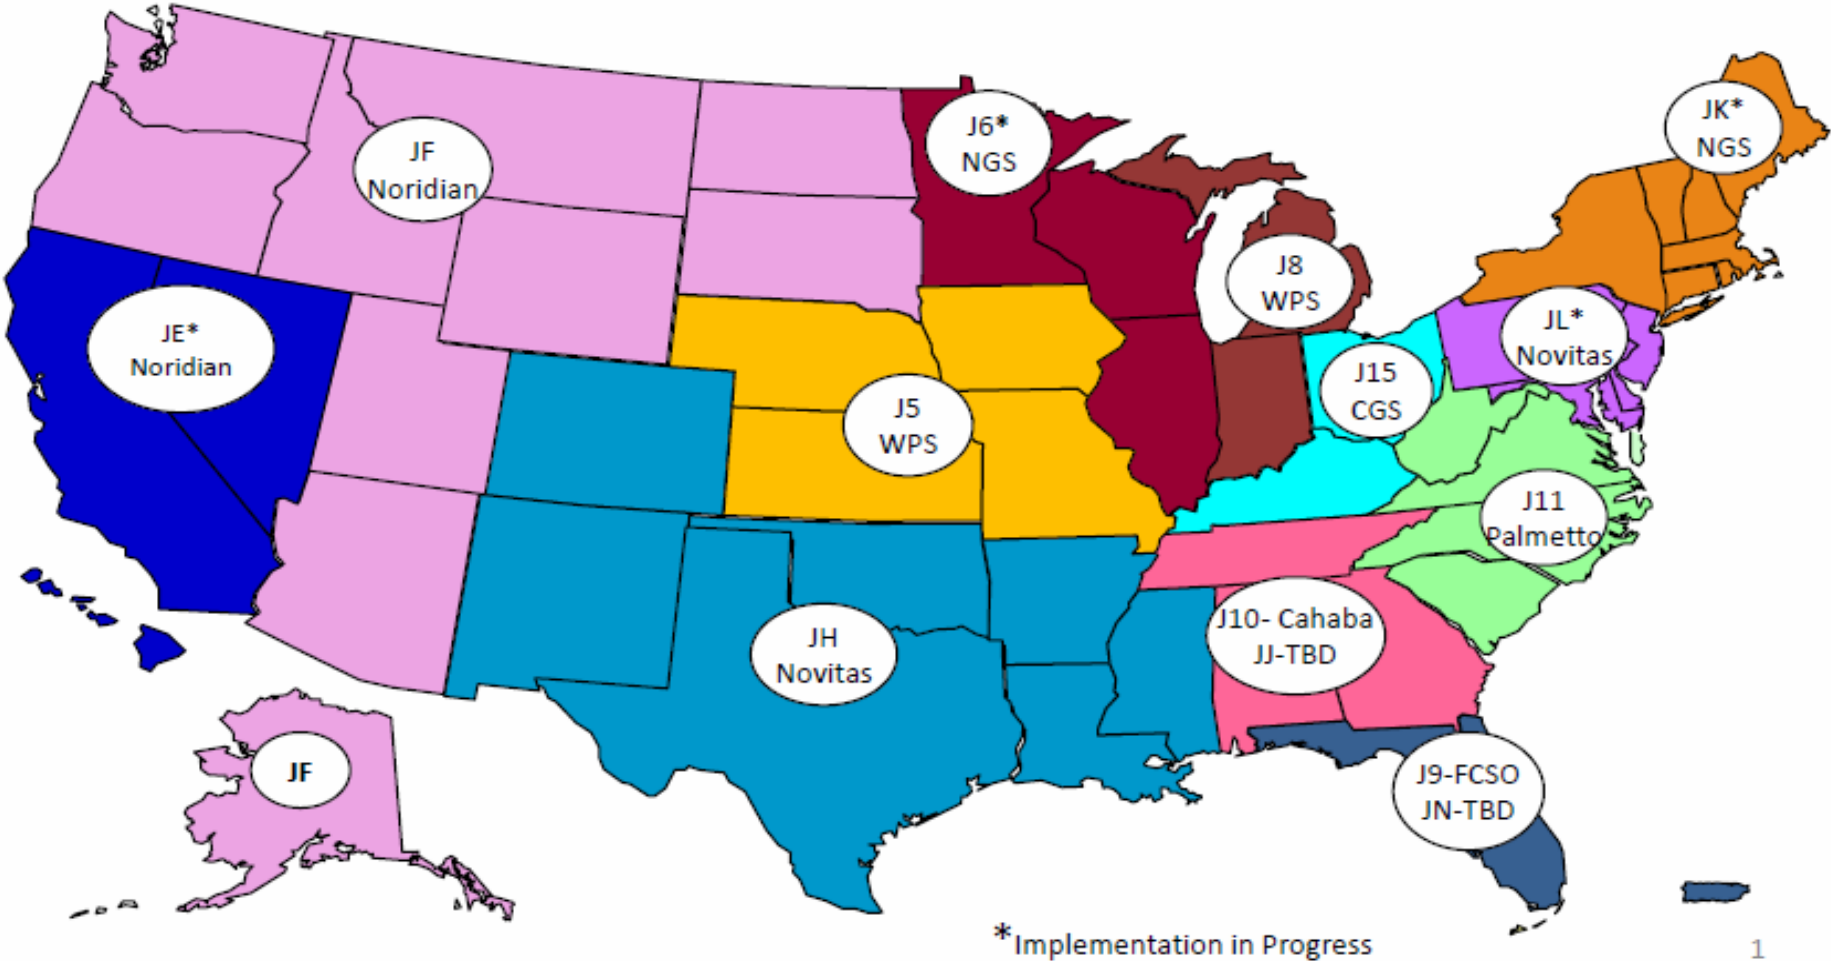 JF
Noridian
J6*
NGS
JK*
NGS
J8
WPS
JE*
Noridian
JL*
Novitas
J15
CGS
J5
WPS
J11
Palmetto
J10- Cahaba
JJ-TBD
JH
Novitas
JF
J9-FCSO
JN-TBD
*Implementation in Progress
1